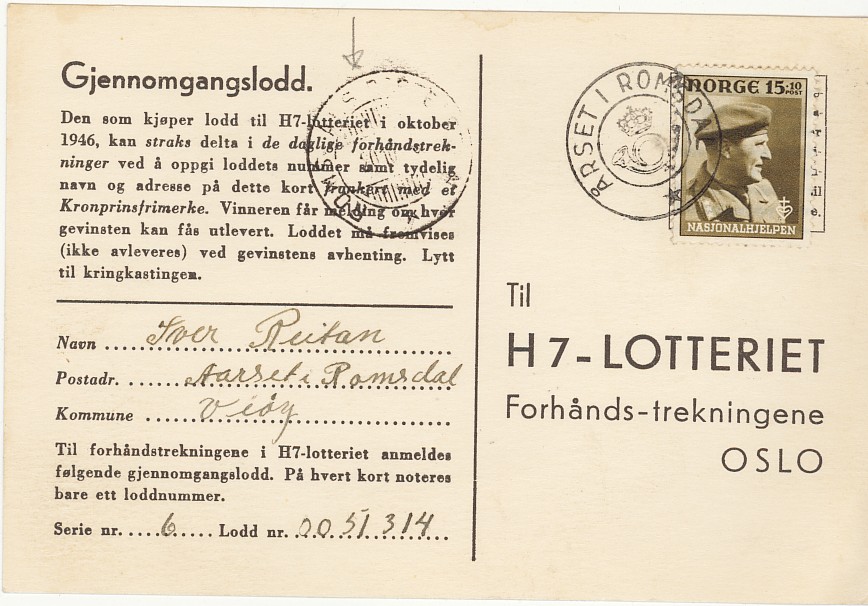 Gjennomgangslodd.
Den som kjøper lodd til H7-lotteriet i oktober
1946, kan straks delta i de daglige forhåndstrek-
ninger ved å oppgi loddets nummer samt tydelig
navn og adresse på dette kort frankert med et
Kronprinsfrimerke. Vinneren får melding om hvor
gevinsten kan fås utlevert. Loddet må fremvises
(ikke avleveres) ved gevinstens avhenting. Lytt
til kringkastingen.
Navn Iver Reitan
Postadr. Aarset i Romsdal
Kommune Veøy
Til forhåndstrekningene i H7-lotteriet anmeldes
følgende gjennomgangslodd. På hvert kort noteres
bare ett loddnummer.
Serie nr. 6 Lodd nr. 0051314
ÅRSET I ROMSDAL
NORGE 15+10
POST
NASJONALHJELPEN
Til
H7-LOTTERIET
Forhånds-trekningene
OSLO